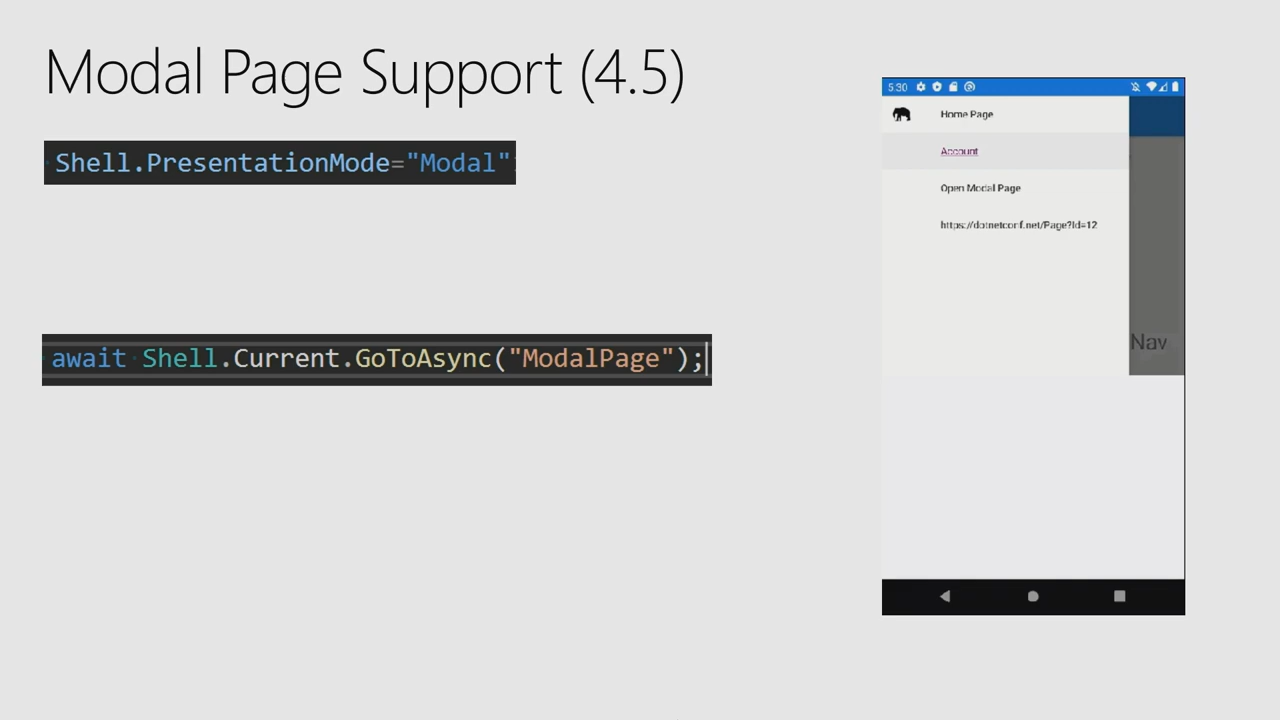 Modal Page Support (4.5)
Shell.PresentationMode="Modal"
await Shell.Current.GoToAsync("ModalPage");
5:30
Home Page
Account
Open Modal Page
https://dotnetconf.net/Page?Id=12
Nav